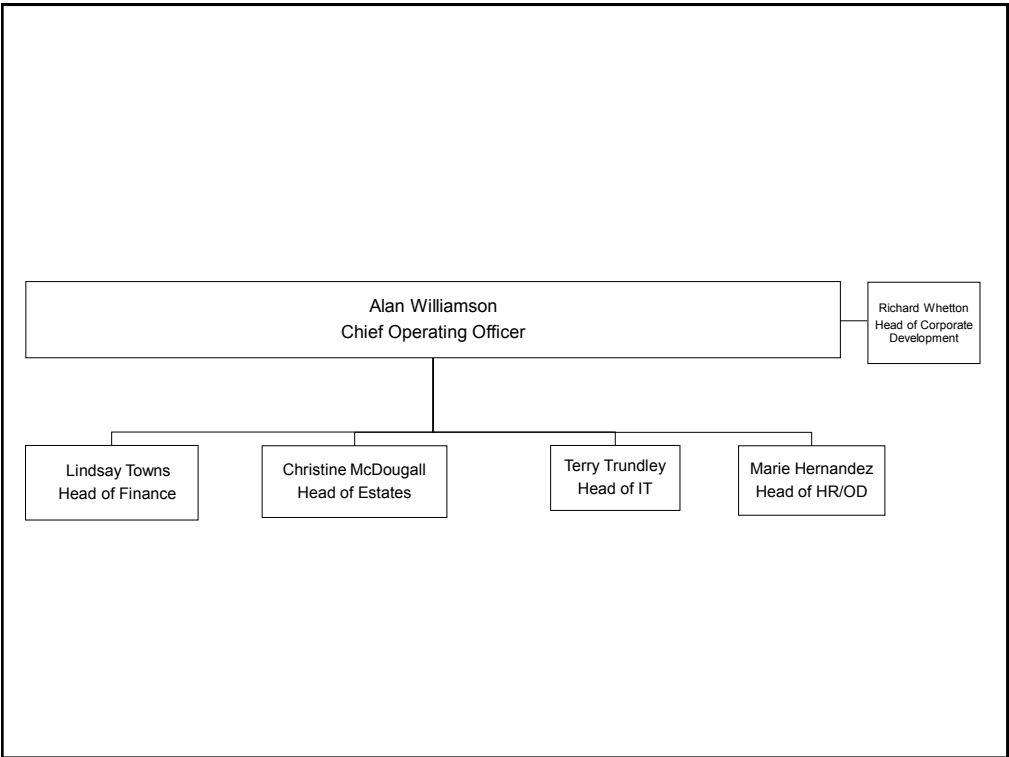 Alan Williamson
Chief Operating Officer
Richard Whetton
Head of Corporate
Development
Lindsay Towns
Head of Finance
Christine McDougall
Head of Estates
Terry Trundley
Head of IT
Marie Hernandez
Head of HR/OD